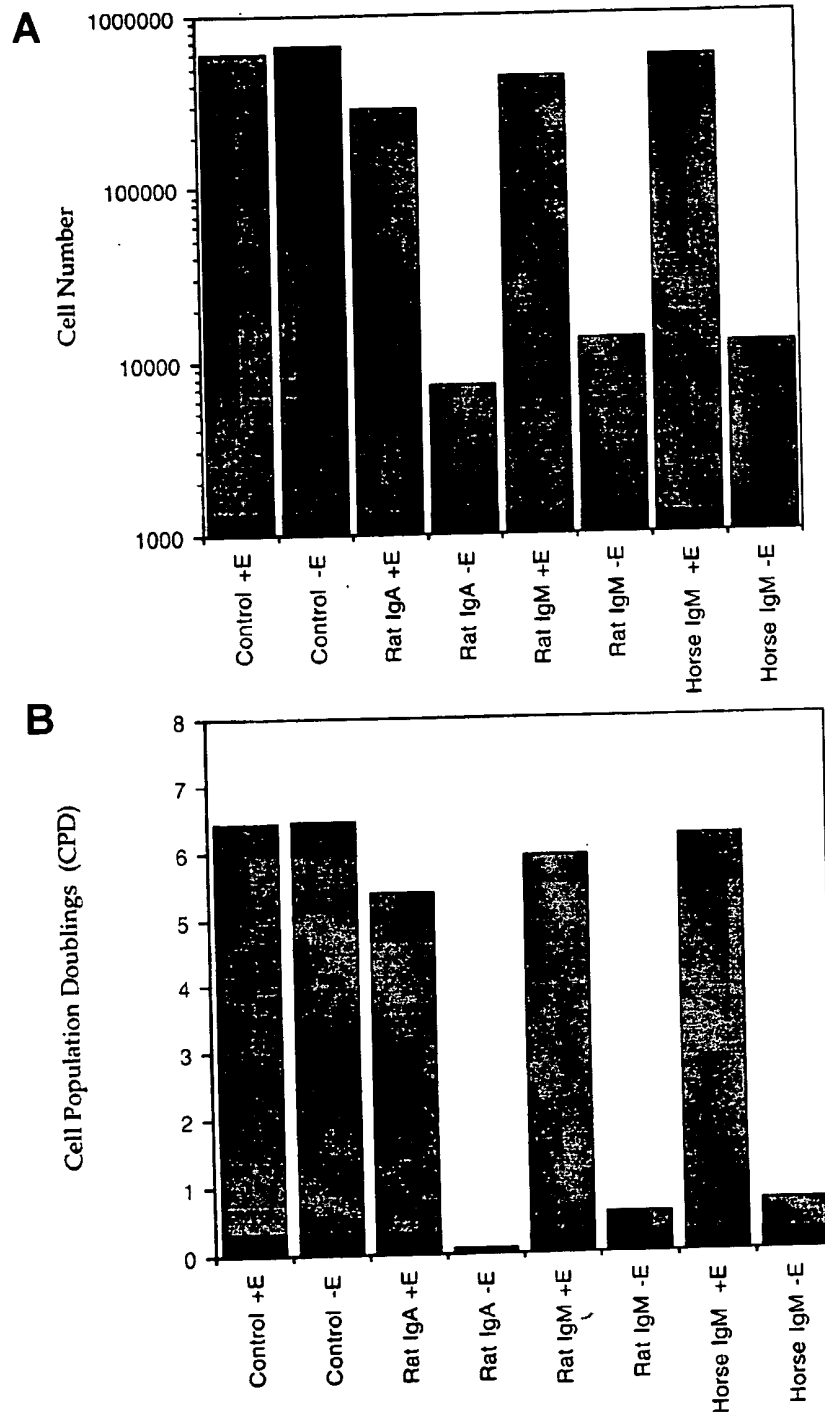 A
1000000
100000
10000
1000
Cell Number
Control +E
Control -E
Rat IgA +E
Rat IgA -E
Rat IgM +E
Rat IgM -E
Horse IgM +E
Horse IgM -E
B
8
7
6
5
4
3
2
1
0
Cell Population Doublings (CPD)
Control +E
Control -E
Rat IgA +E
Rat IgA -E
Rat IgM +E
Rat IgM -E
Horse IgM +E
Horse IgM -E